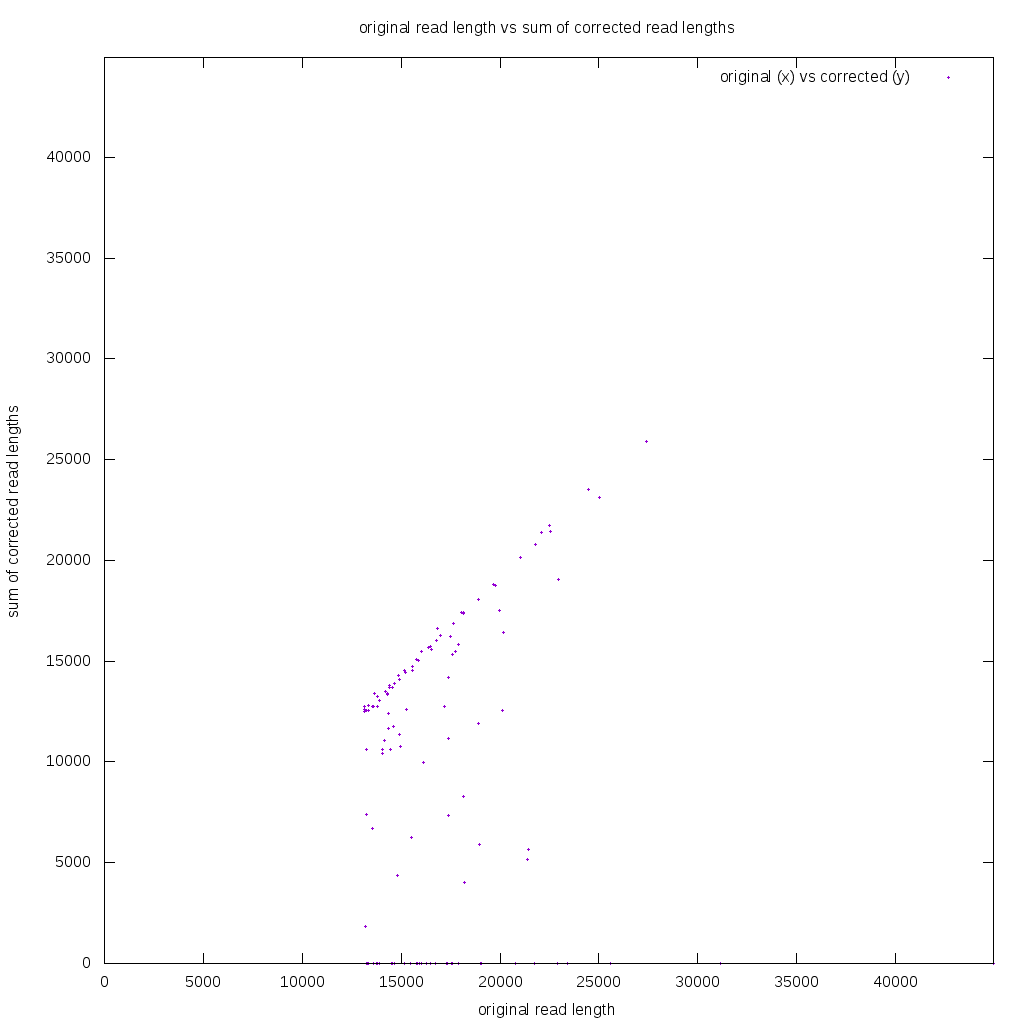 original read length vs sum of corrected read lengths
original (x) vs corrected (y)
40000
35000
30000
25000
20000
15000
10000
5000
0
sum of corrected read lengths
0 5000 10000 15000 20000 25000 30000 35000 40000
original read length